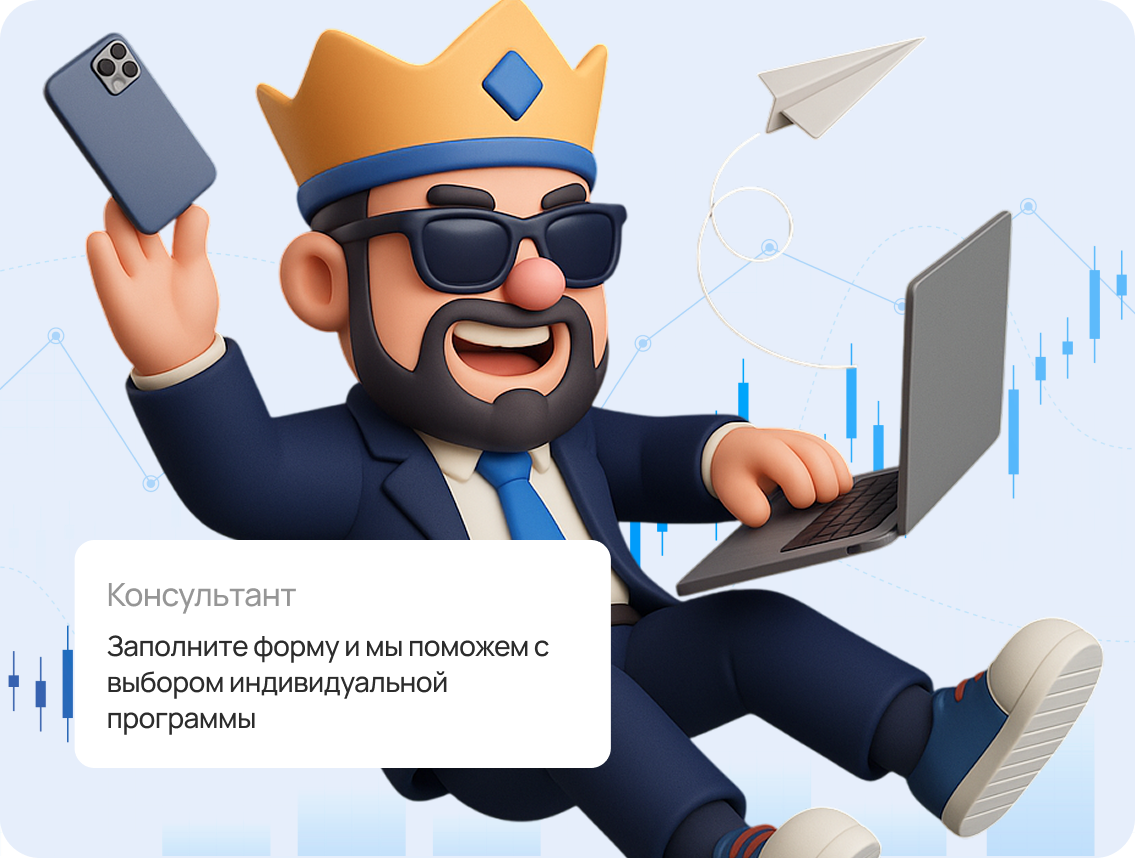 Консультант
Заполните форму и мы поможем с
выбором индивидуальной
программы